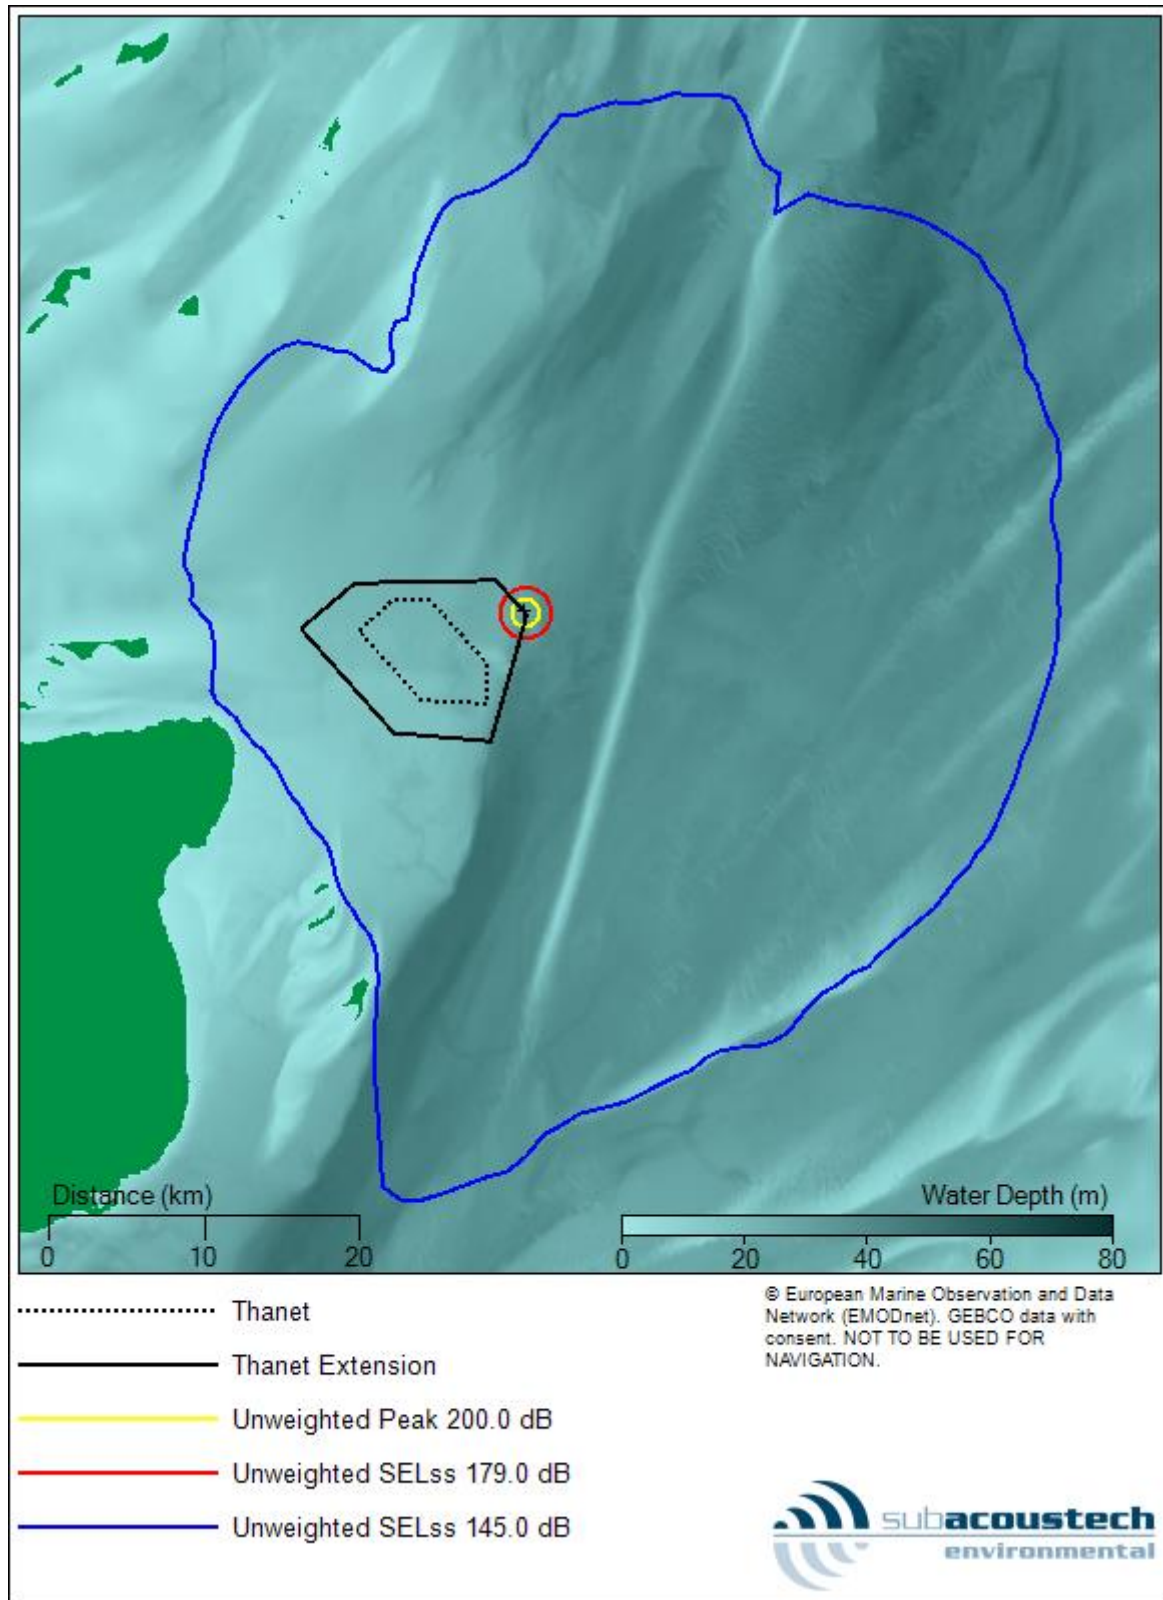 Distance (km)
0 10 20
Water Depth (m)
0 20 40 60 80
Thanet
Thanet Extension
Unweighted Peak 200.0 dB
Unweighted SELss 179.0 dB
Unweighted SELss 145.0 dB
© European Marine Observation and Data
Network (EMODnet). GEBCO data with
consent. NOT TO BE USED FOR
NAVIGATION.
subacoustech
environmental